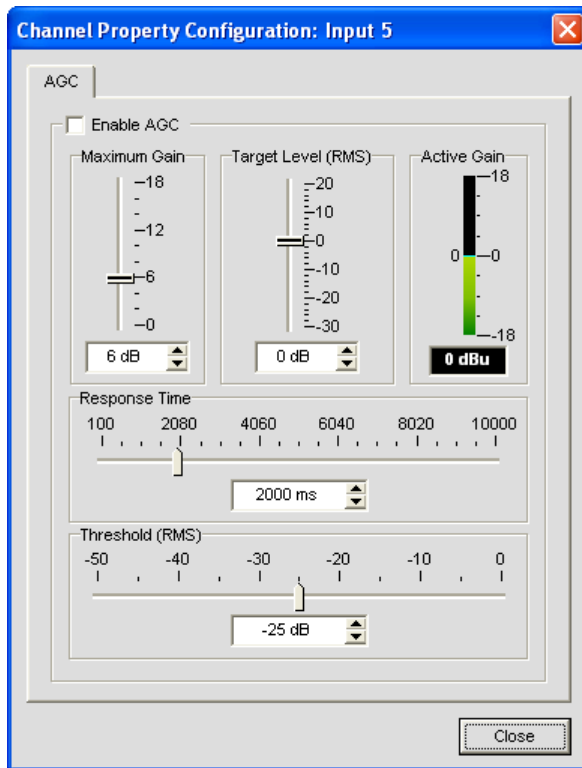 Channel Property Configuration: Input 5
AGC
Enable AGC
Maximum Gain
18
12
6
0
6 dB
Target Level (RMS)
20
10
0
-10
-20
-30
0 dB
Active Gain
18
0 0
-18
0 dBu
Response Time
100 2080 4060 6040 8020 10000
2000 ms
Threshold (RMS)
-50 -40 -30 -20 -10 0
-25 dB
Close